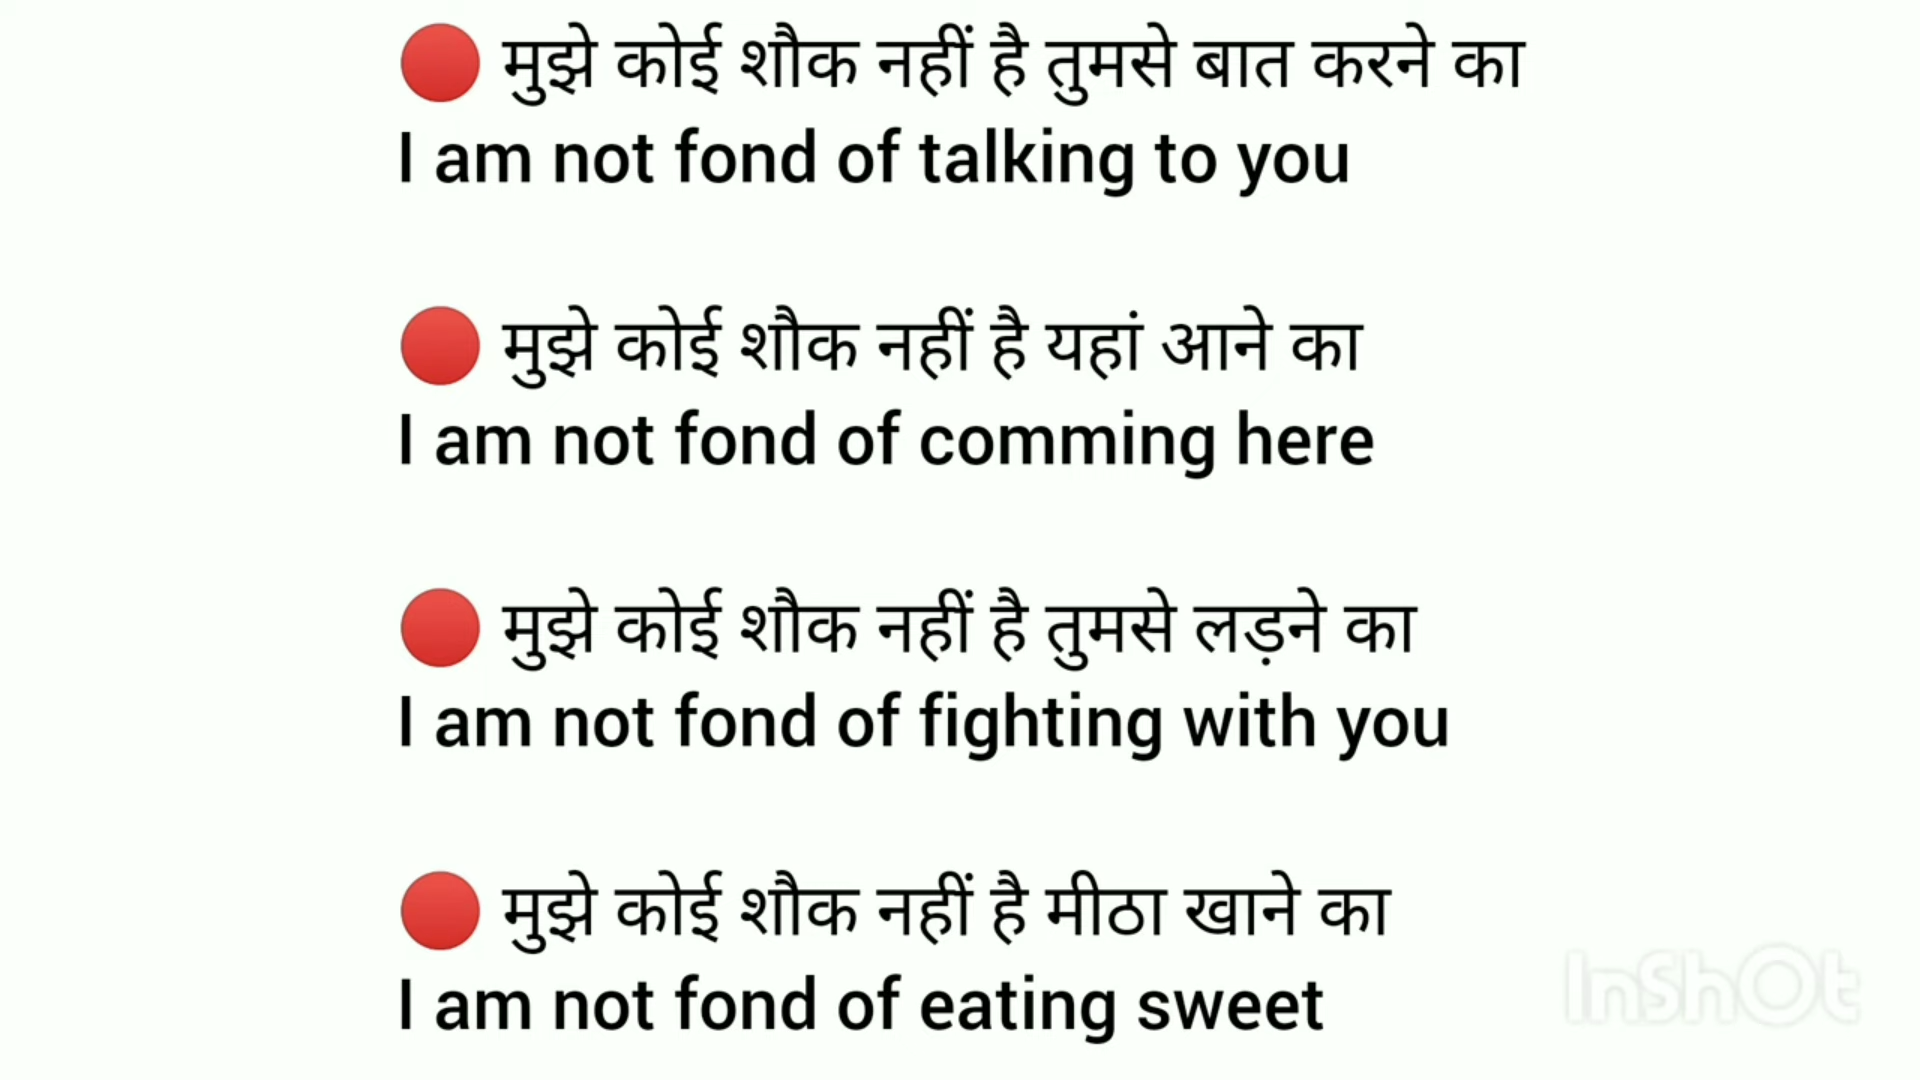 🔴 मुझे कोई शौक नहीं है तुमसे बात करने का
I am not fond of talking to you
🔴 मुझे कोई शौक नहीं है यहां आने का
I am not fond of comming here
🔴 मुझे कोई शौक नहीं है तुमसे लड़ने का
I am not fond of fighting with you
🔴 मुझे कोई शौक नहीं है मीठा खाने का
I am not fond of eating sweet
InShOt